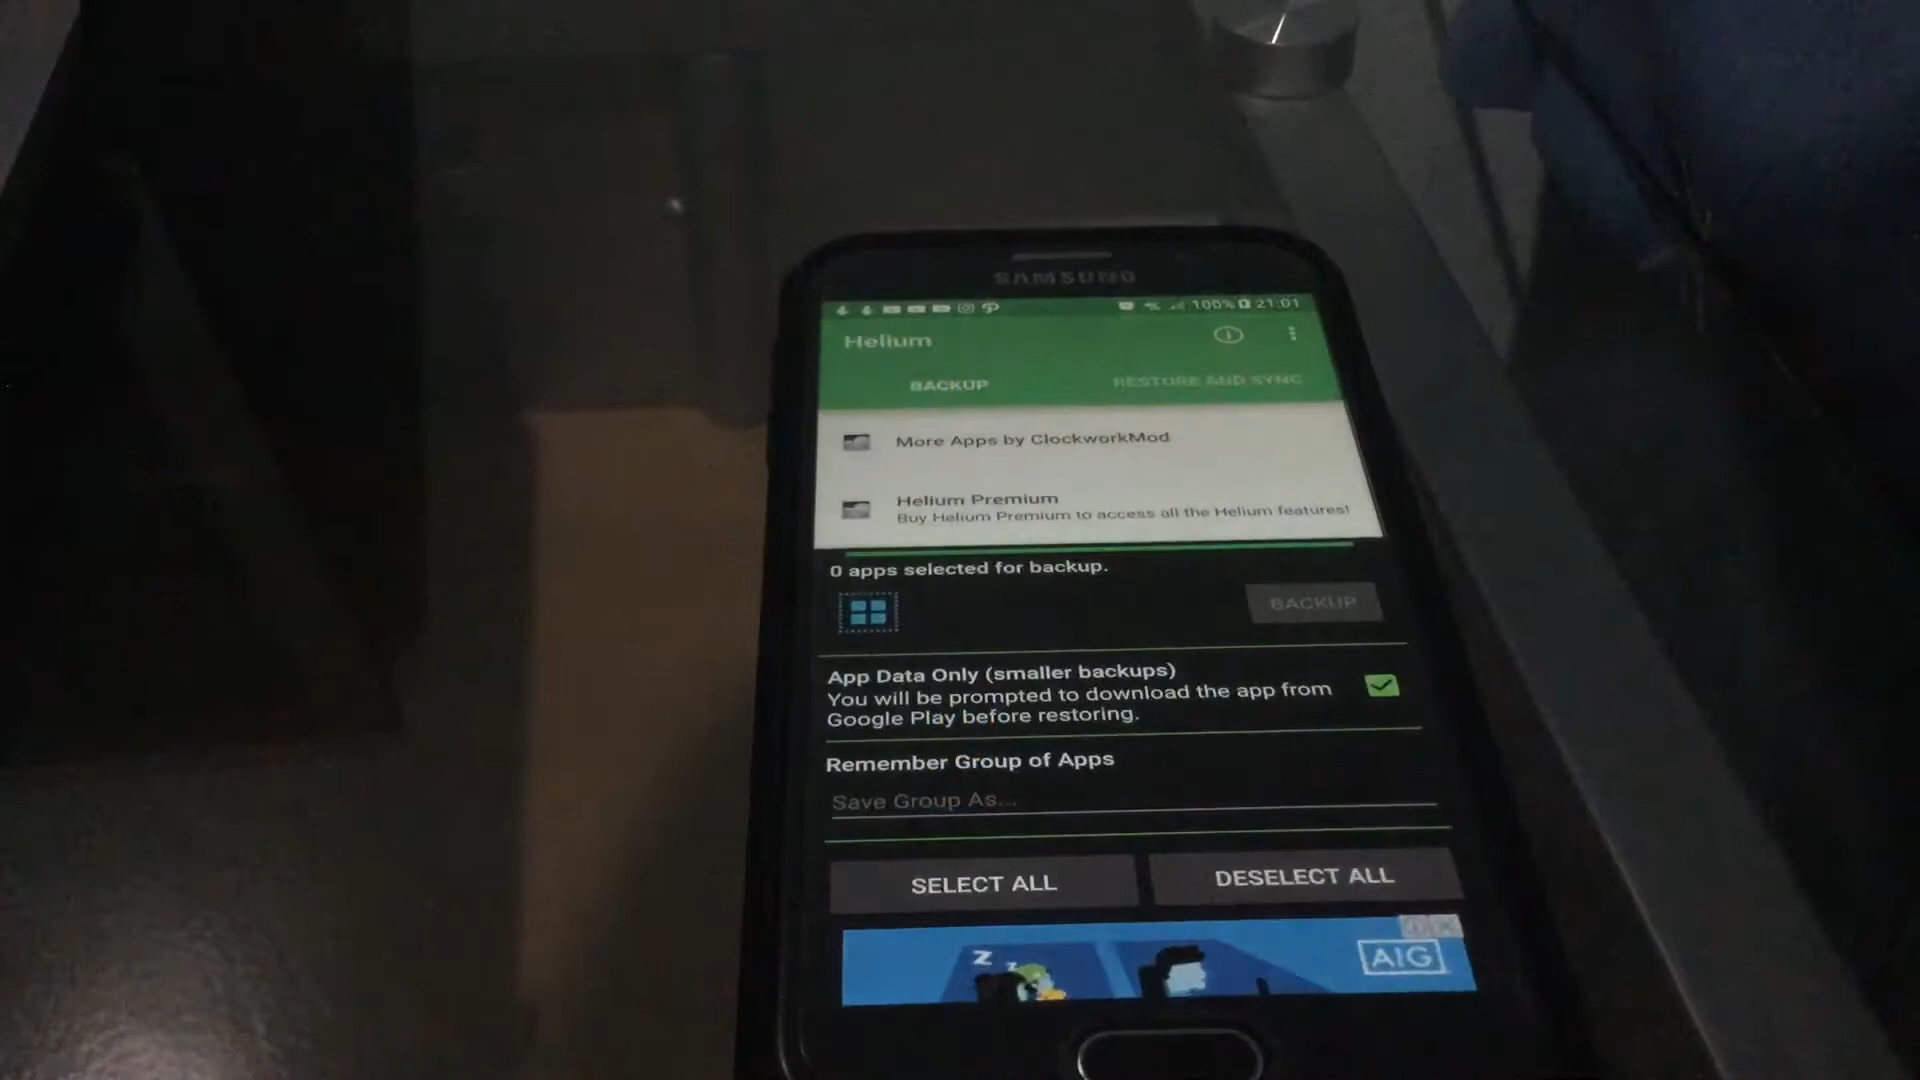 SAMSUNG
100% 21:01
Helium
BACKUP
RESTORE AND SYNC
More Apps by ClockworkMod
Helium Premium
Buy Helium Premium to access all the Helium features!
0 apps selected for backup.
BACKUP
App Data Only (smaller backups)
You will be prompted to download the app from
Google Play before restoring.
Remember Group of Apps
Save Group As...
SELECT ALL
DESELECT ALL
z
z
AIG